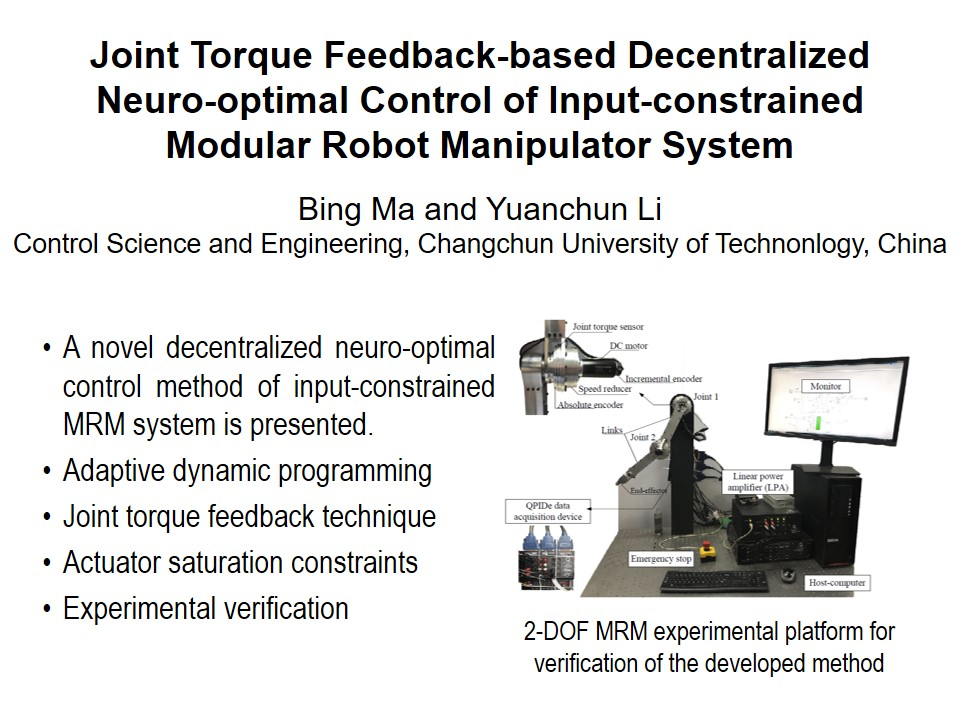 Joint Torque Feedback-based Decentralized
Neuro-optimal Control of Input-constrained
Modular Robot Manipulator System
Bing Ma and Yuanchun Li
Control Science and Engineering, Changchun University of Technonlogy, China
• A novel decentralized neuro-optimal
control method of input-constrained
MRM system is presented.
• Adaptive dynamic programming
• Joint torque feedback technique
• Actuator saturation constraints
• Experimental verification
Joint torque sensor
DC motor
Incremental encoder
Speed reducer
Absolute encoder
Joint 1
Links
Joint 2
End-effector
Monitor
Linear power
amplifier (LPA)
QPIDe data
acquisition device
Emergency stop
Host-computer
2-DOF MRM experimental platform for
verification of the developed method